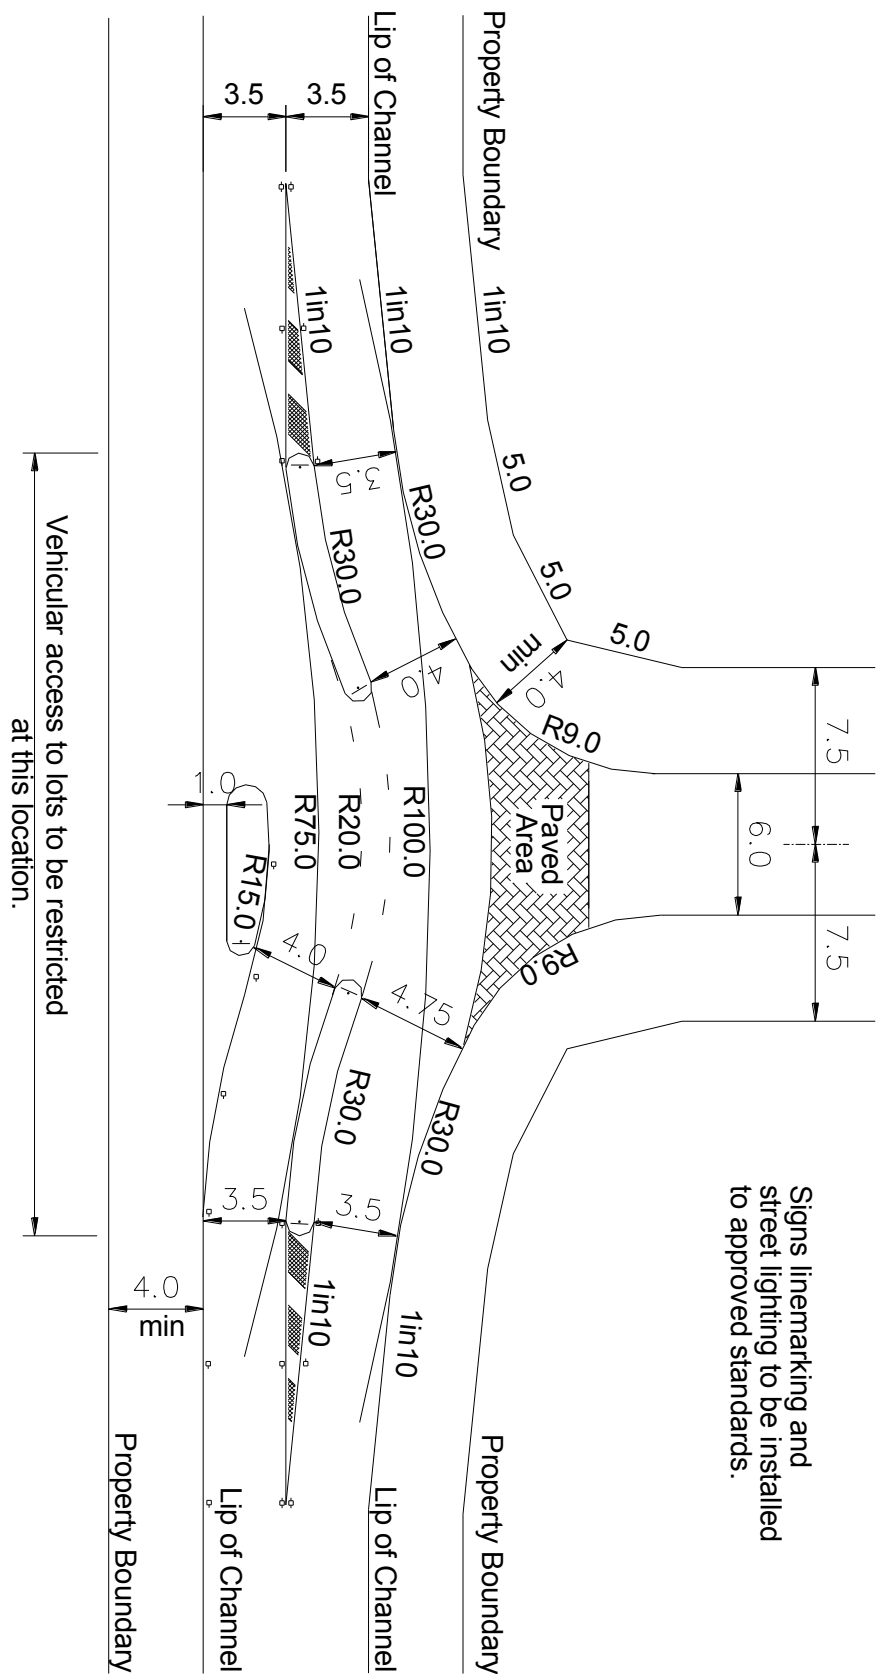 7.5
7.5
Signs linemarking and
street lighting to be installed
to approved standards.
6.0
5.0
5.0
5.0
4.0
min
R9.0
Paved
Area
R9.0
Property Boundary
1in10
Property Boundary
R30.0
R30.0
4.0
4.75
R100.0
Lip of Channel
1in10
1in10
Lip of Channel
3.5
3.5
R30.0
R30.0
R20.0
1in10
1in10
R75.0
4.0
3.5
3.5
R15.0
3.5
1.0
Lip of Channel
4.0
min
Property Boundary
Vehicular access to lots to be restricted
at this location.